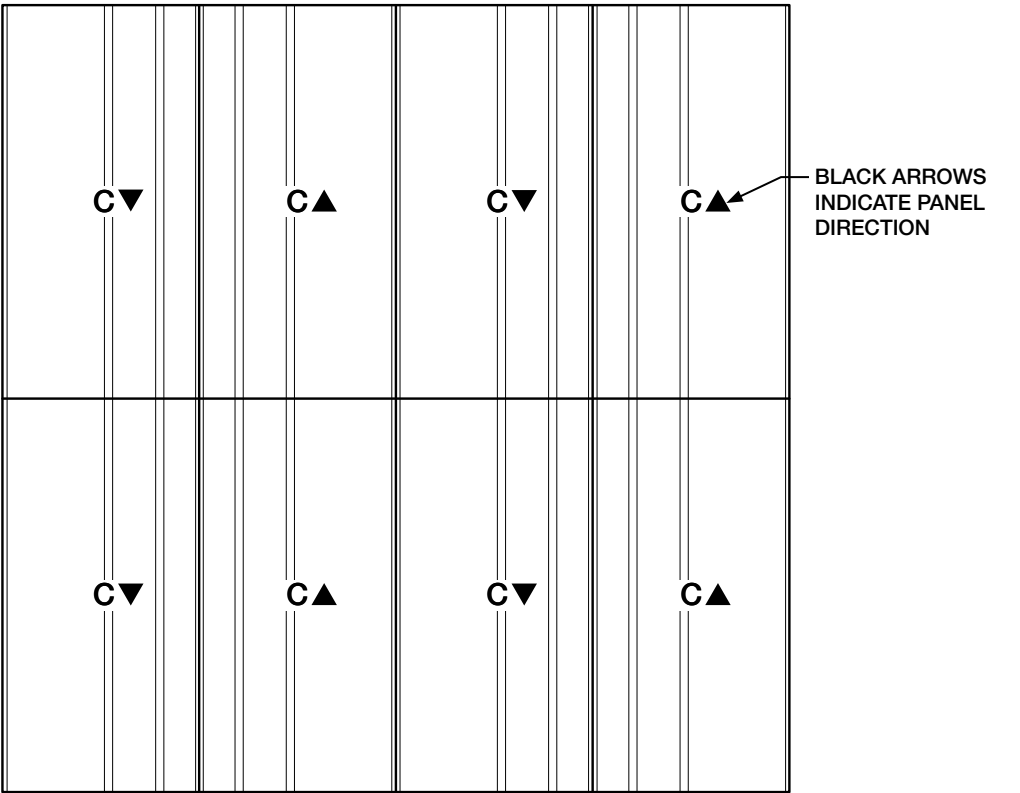 C▼ C▲ C▼ C▲
BLACK ARROWS
INDICATE PANEL
DIRECTION
C▼ C▲ C▼ C▲